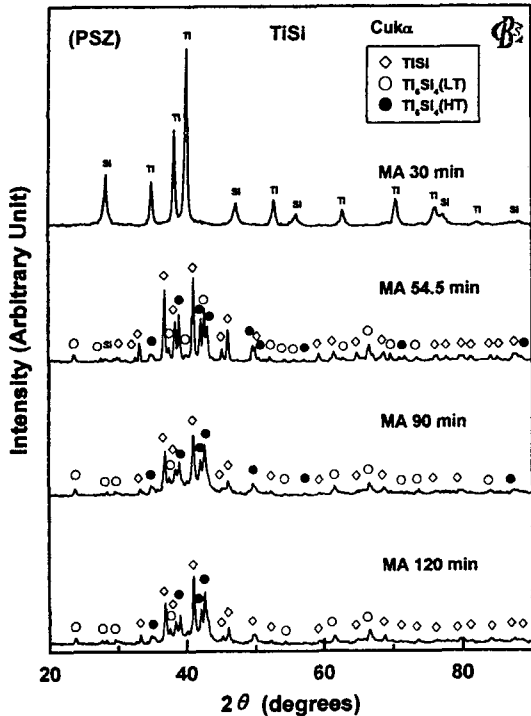 (PSZ) TiSi Cukα
◇ TiSi
○ Ti₅Si₄(LT)
● Ti₅Si₄(HT)
Ti
Ti
Si Ti Si Ti Si Ti Ti Ti Si Ti Si
MA 30 min
MA 54.5 min
Si
MA 90 min
MA 120 min
Intensity (Arbitrary Unit)
20 40 60 80
2θ (degrees)